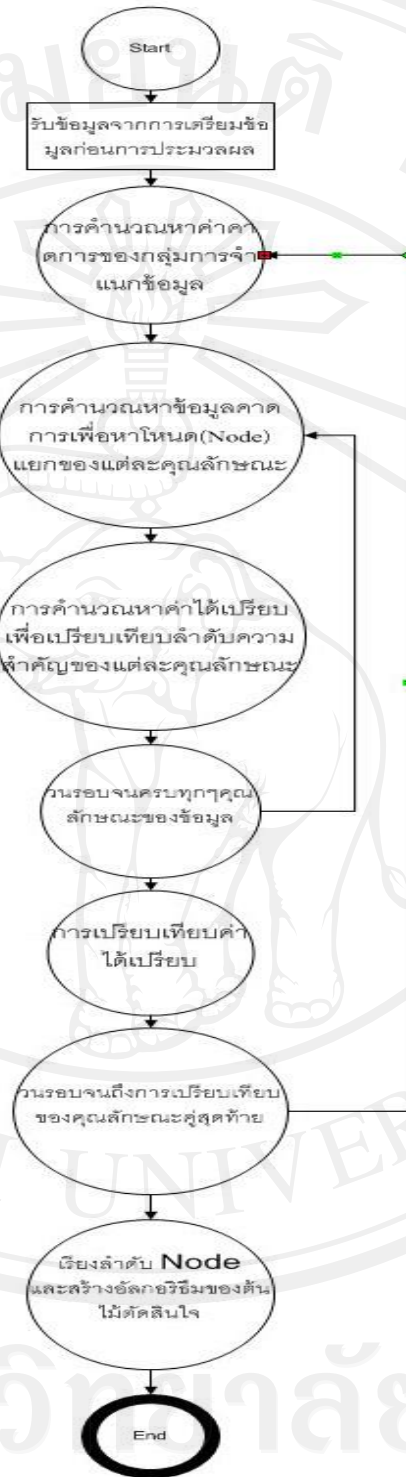 Start
รับข้อมูลจากการเตรียมข้อ
มูลก่อนการประมวลผล
การคำนวณหาค่าคา
ดการของกลุ่มการจำ
แนกข้อมูล
การคำนวณหาข้อมูลคาด
การเพื่อหาโหนด(Node)
แยกของแต่ละคุณลักษณะ
การคำนวณหาค่าได้เปรียบ
เพื่อเปรียบเทียบลำดับความ
สำคัญของแต่ละคุณลักษณะ
วนรอบจนครบทุกๆคุณ
ลักษณะของข้อมูล
การเปรียบเทียบค่า
ได้เปรียบ
วนรอบจนถึงการเปรียบเทียบ
ของคุณลักษณะคู่สุดท้าย
เรียงลำดับ Node
และสร้างอัลกอริธึมของต้น
ไม้ตัดสินใจ
End